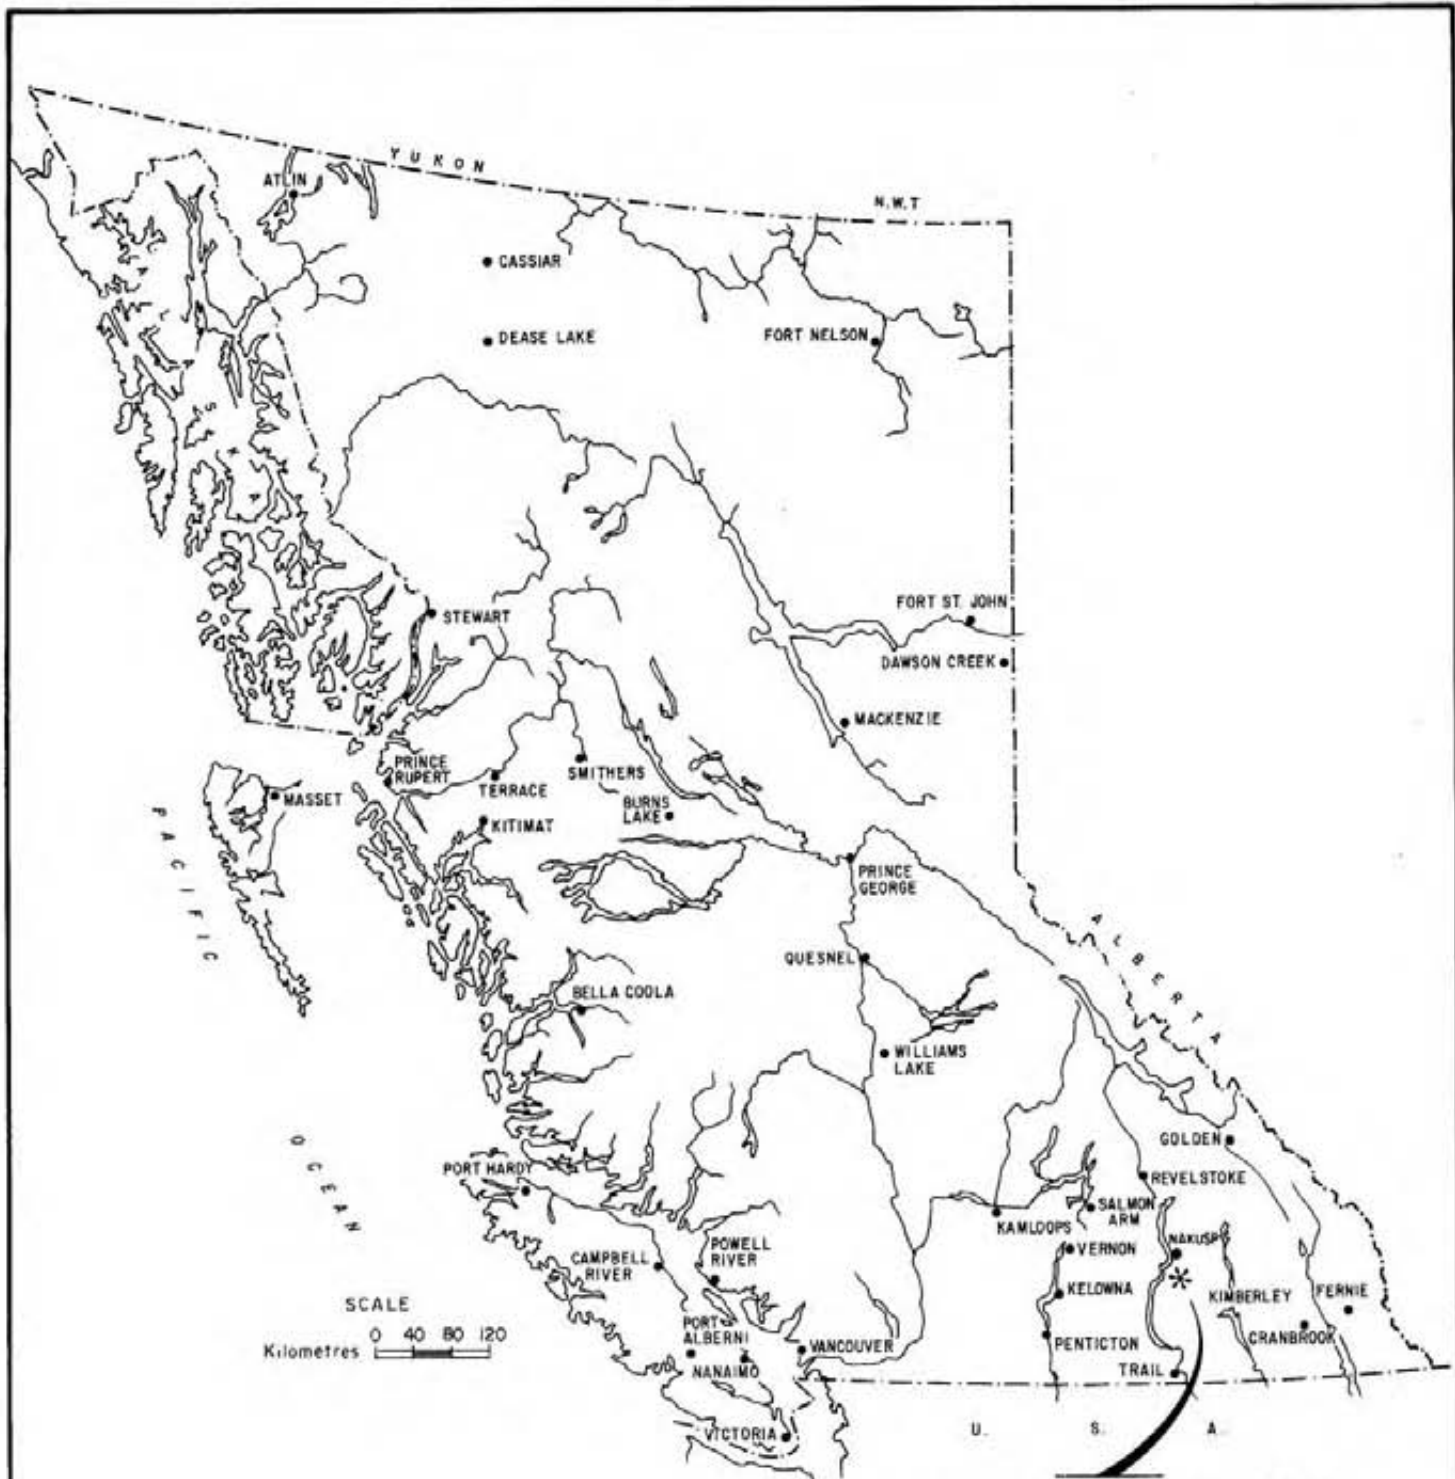 YUKON
N.W.T
ATLIN
CASSIAR
DEASE LAKE
FORT NELSON
ALASKA
STEWART
FORT ST. JOHN
DAWSON CREEK
MACKENZIE
PRINCE
RUPERT
TERRACE
SMITHERS
MASSET
KITIMAT
BURNS
LAKE
PRINCE
GEORGE
PACIFIC
ALBERTA
QUESNEL
BELLA COOLA
WILLIAMS
LAKE
OCEAN
GOLDEN
PORT HARDY
REVELSTOKE
SALMON
ARM
KAMLOOPS
NAKUSP
VERNON
CAMPBELL
RIVER
POWELL
RIVER
KELOWNA
KIMBERLEY
FERNIE
SCALE
0 40 80 120
Kilometres
PORT
ALBERNI
CRANBROOK
PENTICTON
VANCOUVER
NANAIMO
TRAIL
VICTORIA
U. S. A.